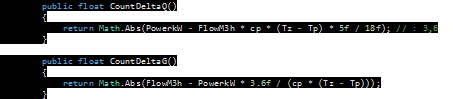 public float CountDeltaQ()
{
return Math.Abs(PowerkW - FlowM3h * cp * (Tz - Tp) * 5f / 18f); // : 3,6
}
public float CountDeltaG()
{
return Math.Abs(FlowM3h - PowerkW * 3.6f / (cp * (Tz - Tp)));
}